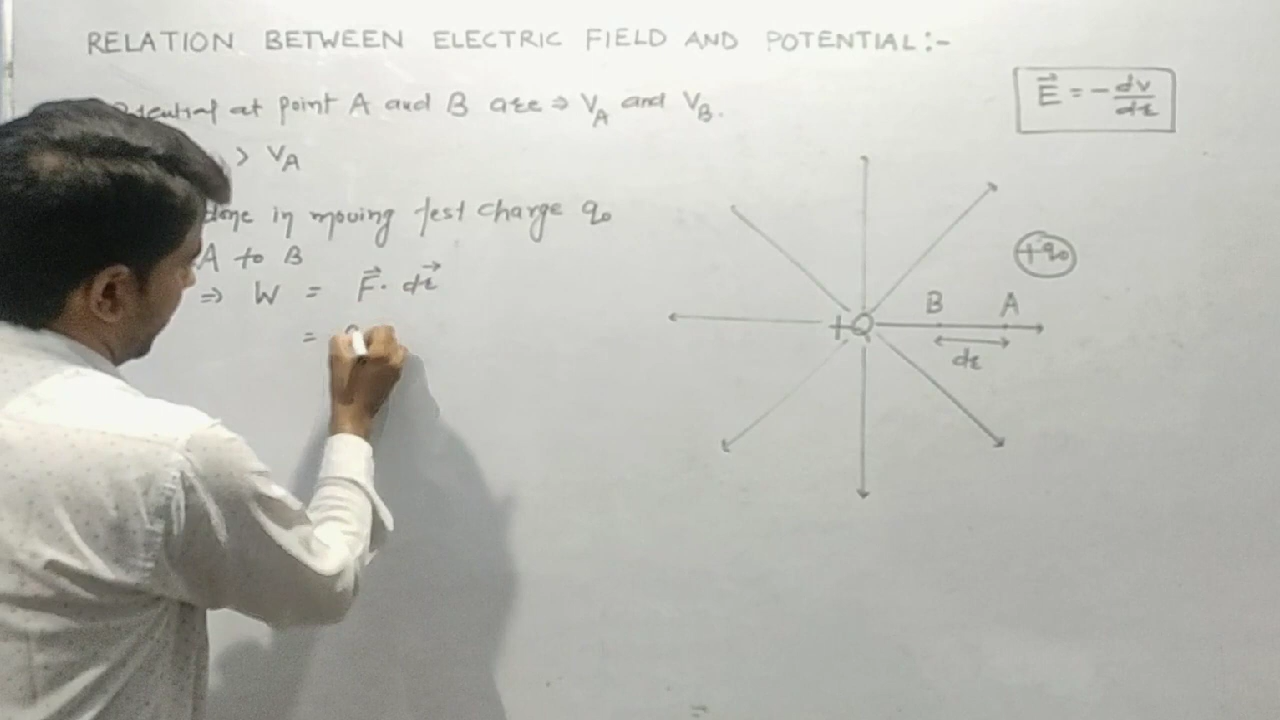 RELATION BETWEEN ELECTRIC FIELD AND POTENTIAL:-
at point A and B are ⇒ V_A and V_B.
> V_A
done in moving test charge q₀
A to B
⇒ W = F⃗. dr⃗
=
E⃗ = -dv/dr
+q₀
B A
+Q
dr